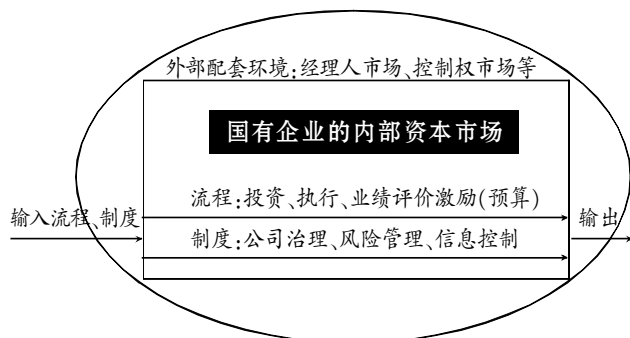 外部配套环境:经理人市场、控制权市场等
国有企业的内部资本市场
流程:投资、执行、业绩评价激励(预算)
输入流程、制度
输出
制度:公司治理、风险管理、信息控制